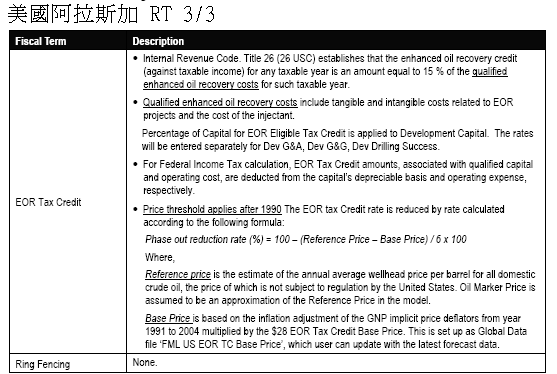 美國阿拉斯加 RT 3/3
Fiscal Term
Description
• Internal Revenue Code. Title 26 (26 USC) establishes that the enhanced oil recovery credit
(against taxable income) for any taxable year is an amount equal to 15 % of the qualified
enhanced oil recovery costs for such taxable year.
• Qualified enhanced oil recovery costs include tangible and intangible costs related to EOR
projects and the cost of the injectant.
Percentage of Capital for EOR Eligible Tax Credit is applied to Development Capital. The rates
will be entered separately for Dev G&A, Dev G&G, Dev Drilling Success.
• For Federal Income Tax calculation, EOR Tax Credit amounts, associated with qualified capital
and operating cost, are deducted from the capital's depreciable basis and operating expense,
respectively.
EOR Tax Credit
• Price threshold applies after 1990 The EOR tax Credit rate is reduced by rate calculated
according to the following formula:
Phase out reduction rate (%) = 100 – (Reference Price – Base Price) / 6 x 100
Where,
Reference price is the estimate of the annual average wellhead price per barrel for all domestic
crude oil, the price of which is not subject to regulation by the United States. Oil Marker Price is
assumed to be an approximation of the Reference Price in the model.
Base Price is based on the inflation adjustment of the GNP implicit price deflators from year
1991 to 2004 multiplied by the $28 EOR Tax Credit Base Price. This is set up as Global Data
file 'FML US EOR TC Base Price', which user can update with the latest forecast data.
Ring Fencing
None.